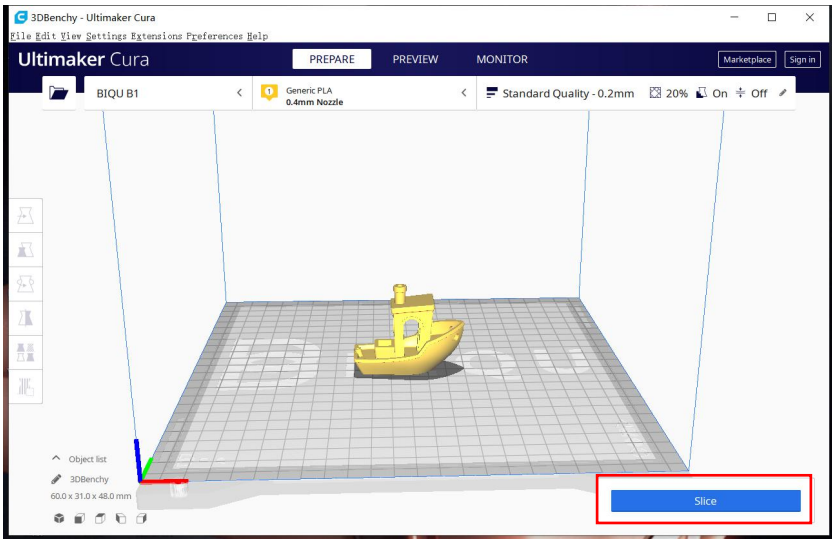 3DBenchy - Ultimaker Cura
File Edit View Settings Extensions Preferences Help
Ultimaker Cura
PREPARE PREVIEW MONITOR
Marketplace Sign in
BIQU B1
1 Generic PLA
0.4mm Nozzle
Standard Quality - 0.2mm 20% On Off
Object list
3DBenchy
60.0 x 31.0 x 48.0 mm
Slice